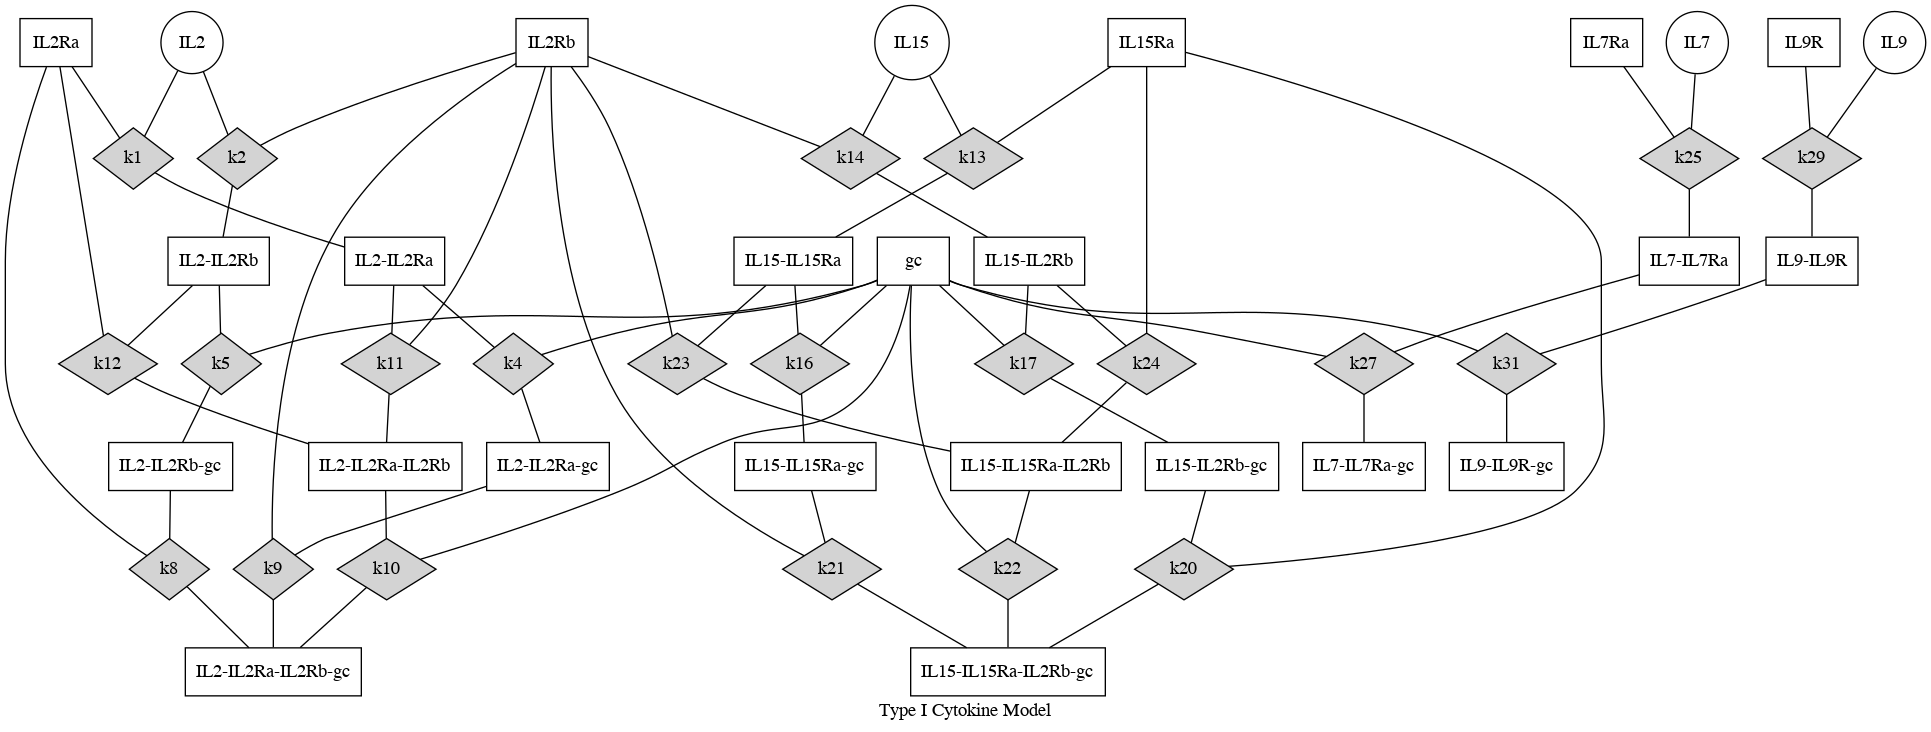 IL2Ra
IL2
IL2Rb
IL15
IL15Ra
IL7Ra
IL7
IL9R
IL9
k1
k2
k14
k13
k25
k29
IL2-IL2Rb
IL2-IL2Ra
IL15-IL15Ra
gc
IL15-IL2Rb
IL7-IL7Ra
IL9-IL9R
k12
k5
k11
k4
k23
k16
k17
k24
k27
k31
IL2-IL2Rb-gc
IL2-IL2Ra-IL2Rb
IL2-IL2Ra-gc
IL15-IL15Ra-gc
IL15-IL15Ra-IL2Rb
IL15-IL2Rb-gc
IL7-IL7Ra-gc
IL9-IL9R-gc
k8
k9
k10
k21
k22
k20
IL2-IL2Ra-IL2Rb-gc
IL15-IL15Ra-IL2Rb-gc
Type I Cytokine Model